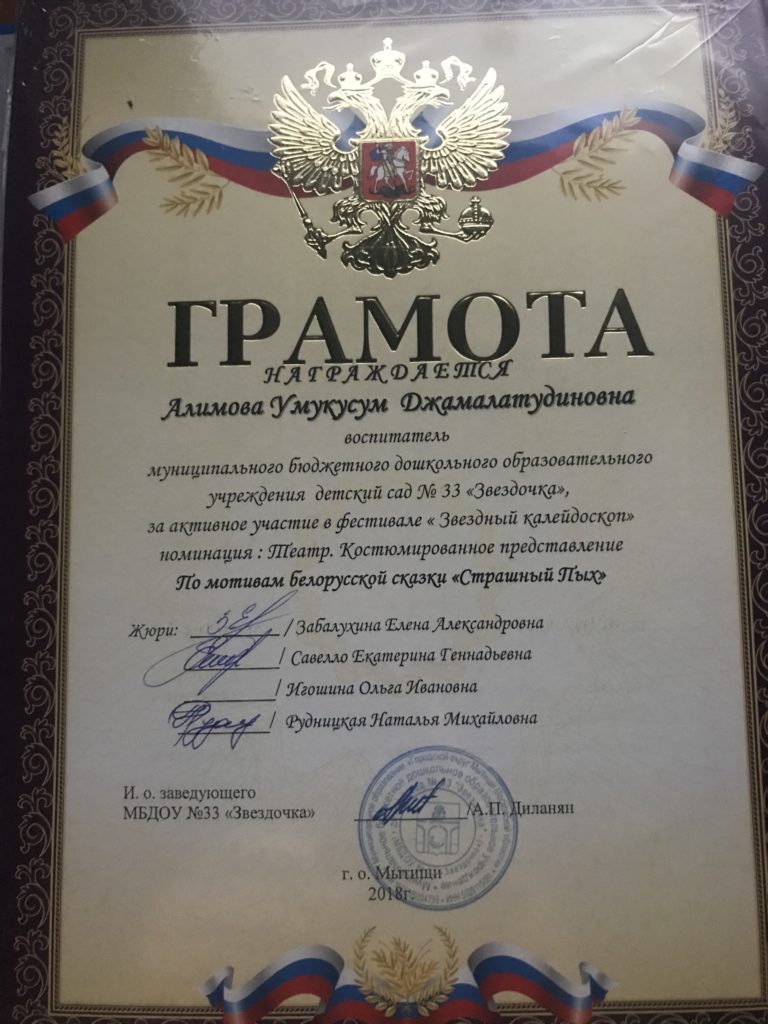 ГРАМОТА
НАГРАЖДАЕТСЯ
Алимова Умукусум Джамалатудиновна
воспитатель
муниципального бюджетного дошкольного образовательного
учреждения детский сад № 33 «Звездочка»,
за активное участие в фестивале « Звездный калейдоскоп»
номинация : Театр. Костюмированное представление
По мотивам белорусской сказки «Страшный Пых»
Жюри: / Забалухина Елена Александровна
/ Савелло Екатерина Геннадьевна
/ Игошина Ольга Ивановна
/ Рудницкая Наталья Михайловна
И. о. заведующего
МБДОУ №33 «Звездочка» /А.П. Диланян
г. о. Мытищи
2018г.